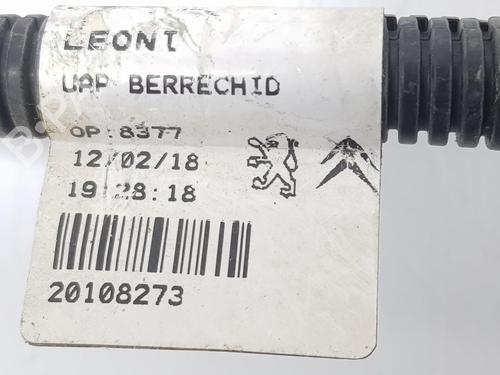 LEONI
UAP BERRECHID
OP:8377
12/02/18
19:28:18
20108273